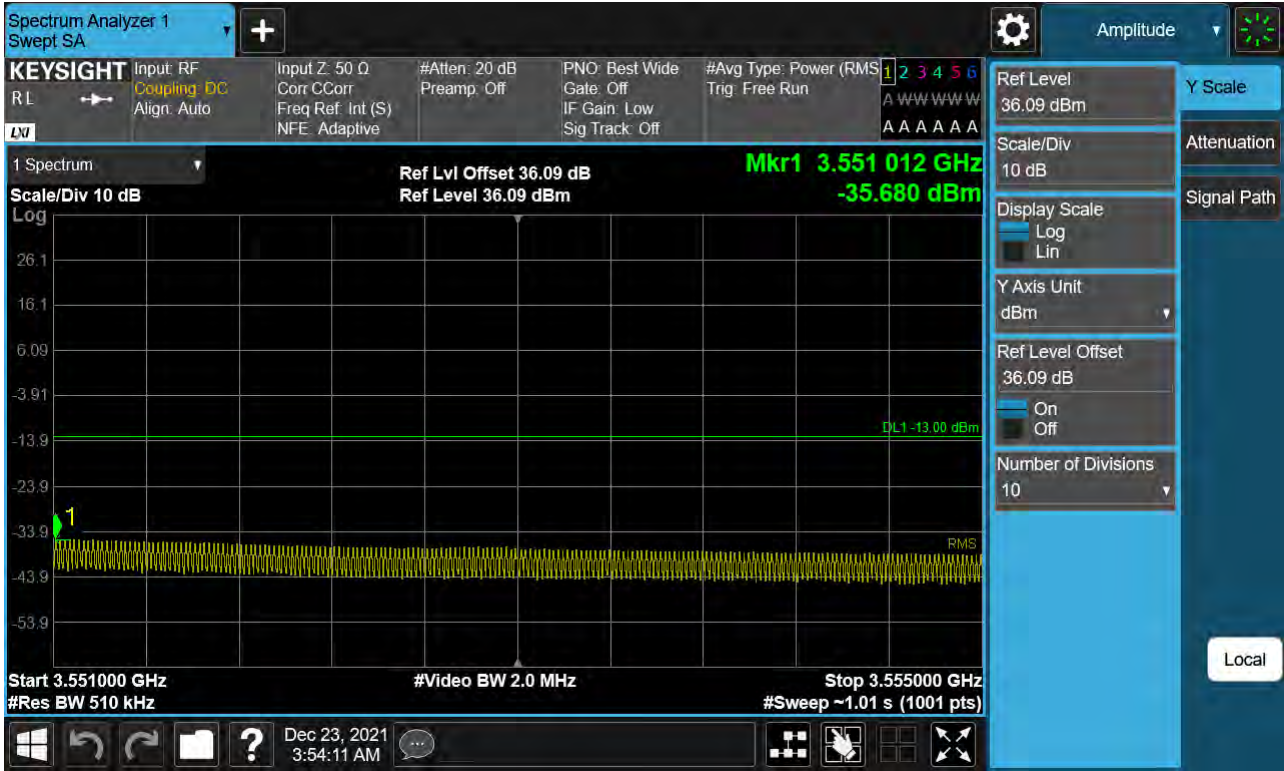 Spectrum Analyzer 1
Swept SA
+
Amplitude
KEYSIGHT
R L
LXI
Input: RF
Coupling: DC
Align: Auto
Input Z: 50 Ω
Corr CCorr
Freq Ref: Int (S)
NFE: Adaptive
#Atten: 20 dB
Preamp: Off
PNO: Best Wide
Gate: Off
IF Gain: Low
Sig Track: Off
#Avg Type: Power (RMS
Trig: Free Run
1 2 3 4 5 6
A W W W W W
A A A A A A
1 Spectrum
Scale/Div 10 dB
Log
Ref Lvl Offset 36.09 dB
Ref Level 36.09 dBm
Mkr1 3.551 012 GHz
-35.680 dBm
26.1
16.1
6.09
-3.91
DL1 -13.00 dBm
-13.9
-23.9
1
-33.9
RMS
-43.9
-53.9
Start 3.551000 GHz
#Res BW 510 kHz
#Video BW 2.0 MHz
Stop 3.555000 GHz
#Sweep ~1.01 s (1001 pts)
Ref Level
36.09 dBm
Scale/Div
10 dB
Display Scale
Log
Lin
Y Axis Unit
dBm
Ref Level Offset
36.09 dB
On
Off
Number of Divisions
10
Y Scale
Attenuation
Signal Path
Local
?
Dec 23, 2021
3:54:11 AM